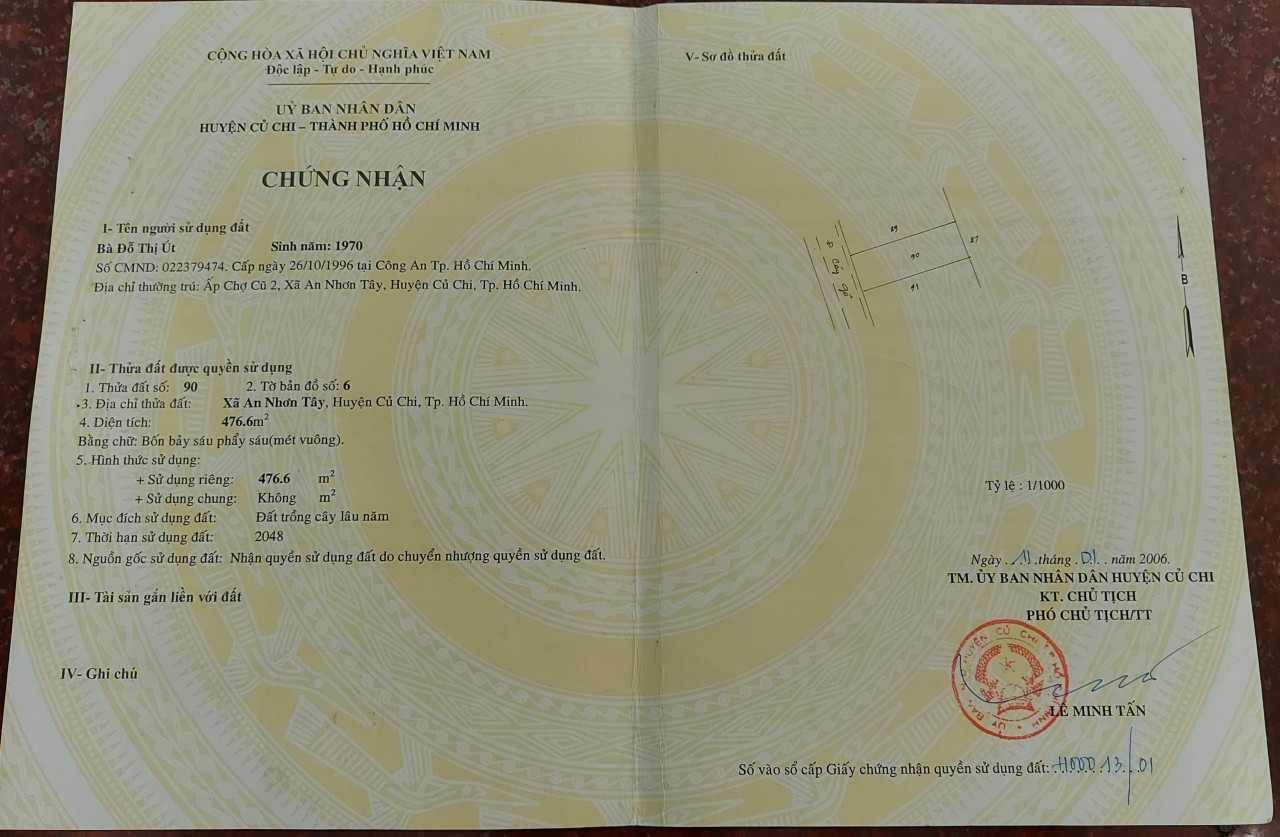 CỘNG HÒA XÃ HỘI CHỦ NGHĨA VIỆT NAM
Độc lập - Tự do - Hạnh phúc
UỶ BAN NHÂN DÂN
HUYỆN CỦ CHI – THÀNH PHỐ HỒ CHÍ MINH
CHỨNG NHẬN
I- Tên người sử dụng đất
Bà Đỗ Thị Út Sinh năm: 1970
Số CMND: 022379474. Cấp ngày 26/10/1996 tại Công An Tp. Hồ Chí Minh.
Địa chỉ thường trú: Ấp Chợ Cũ 2, Xã An Nhơn Tây, Huyện Củ Chi, Tp. Hồ Chí Minh.
II- Thửa đất được quyền sử dụng
1. Thửa đất số: 90 2. Tờ bản đồ số: 6
3. Địa chỉ thửa đất: Xã An Nhơn Tây, Huyện Củ Chi, Tp. Hồ Chí Minh.
4. Diện tích: 476.6m²
Bằng chữ: Bốn bảy sáu phẩy sáu(mét vuông).
5. Hình thức sử dụng:
+ Sử dụng riêng: 476.6 m²
+ Sử dụng chung: Không m²
6. Mục đích sử dụng đất: Đất trồng cây lâu năm
7. Thời hạn sử dụng đất: 2048
8. Nguồn gốc sử dụng đất: Nhận quyền sử dụng đất do chuyển nhượng quyền sử dụng đất.
III- Tài sản gắn liền với đất
IV- Ghi chú
V- Sơ đồ thửa đất
89
87
90
91
B
Tỷ lệ : 1/1000
Ngày 11 tháng 01 năm 2006.
TM. ỦY BAN NHÂN DÂN HUYỆN CỦ CHI
KT. CHỦ TỊCH
PHÓ CHỦ TỊCH/TT
LÊ MINH TẤN
Số vào sổ cấp Giấy chứng nhận quyền sử dụng đất: